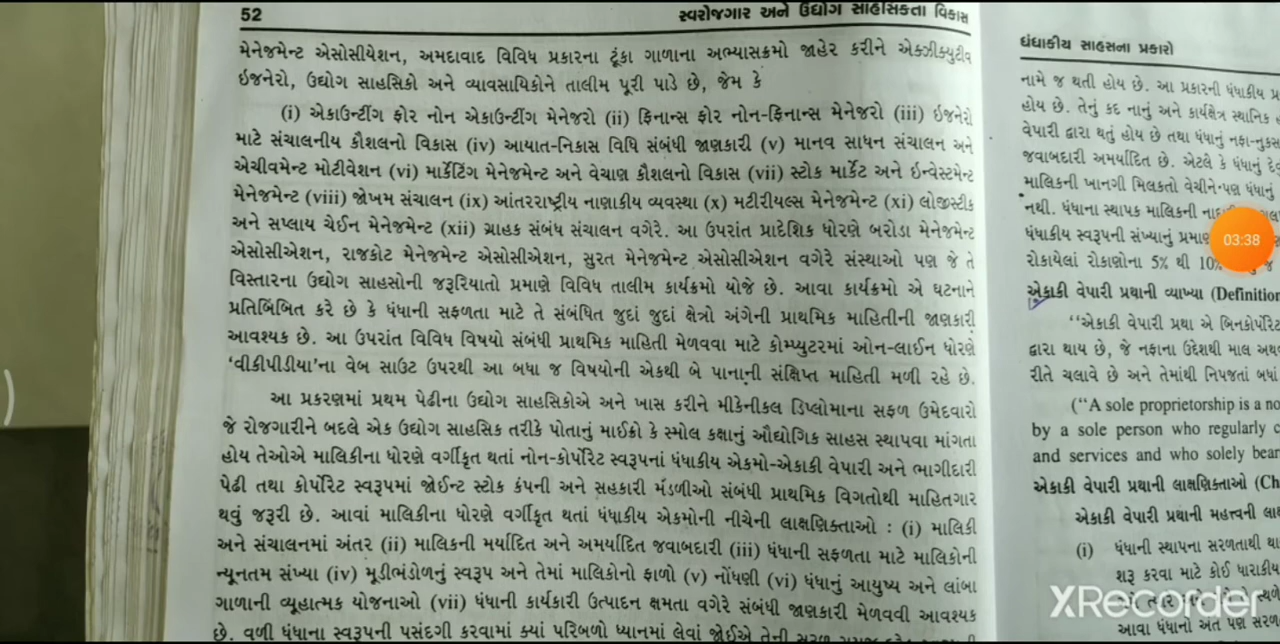 52
સ્વરોજગાર અને ઉદ્યોગ સાહસિકતા વિકાસ
મેનેજમેન્ટ એસોસીયેશન, અમદાવાદ વિવિધ પ્રકારના ટૂંકા ગાળાના અભ્યાસક્રમો જાહેર કરીને એક્ઝીક્યુટીવ
ઇજનેરો, ઉદ્યોગ સાહસિકો અને વ્યાવસાયિકોને તાલીમ પૂરી પાડે છે, જેમ કે
(i) એકાઉન્ટીંગ ફોર નોન એકાઉન્ટીંગ મેનેજરો (ii) ફિનાન્સ ફોર નોન-ફિનાન્સ મેનેજરો (iii) ઇજનેરો
માટે સંચાલનીય કૌશલનો વિકાસ (iv) આયાત-નિકાસ વિધિ સંબંધી જાણકારી (v) માનવ સાધન સંચાલન અને
એચીવમેન્ટ મોટીવેશન (vi) માર્કેટિંગ મેનેજમેન્ટ અને વેચાણ કૌશલનો વિકાસ (vii) સ્ટોક માર્કેટ અને ઇન્વેસ્ટમેન્ટ
મેનેજમેન્ટ (viii) જોખમ સંચાલન (ix) આંતરરાષ્ટ્રીય નાણાકીય વ્યવસ્થા (x) મટીરીયલ્સ મેનેજમેન્ટ (xi) લોજીસ્ટીક
અને સપ્લાય ચેઈન મેનેજમેન્ટ (xii) ગ્રાહક સંબંધ સંચાલન વગેરે. આ ઉપરાંત પ્રાદેશિક ધોરણે બરોડા મેનેજમેન્ટ
એસોસીએશન, રાજકોટ મેનેજમેન્ટ એસોસીએશન, સુરત મેનેજમેન્ટ એસોસીએશન વગેરે સંસ્થાઓ પણ જે તે
વિસ્તારના ઉદ્યોગ સાહસોની જરૂરિયાતો પ્રમાણે વિવિધ તાલીમ કાર્યક્રમો યોજે છે. આવા કાર્યક્રમો એ ઘટનાને
પ્રતિબિંબિત કરે છે કે ધંધાની સફળતા માટે તે સંબંધિત જુદાં જુદાં ક્ષેત્રો અંગેની પ્રાથમિક માહિતીની જાણકારી
આવશ્યક છે. આ ઉપરાંત વિવિધ વિષયો સંબંધી પ્રાથમિક માહિતી મેળવવા માટે કોમ્પ્યુટરમાં ઓન-લાઈન ધોરણે
'વીકીપીડીયા'ના વેબ સાઉટ ઉપરથી આ બધા જ વિષયોની એકથી બે પાનાની સંક્ષિપ્ત માહિતી મળી રહે છે.
આ પ્રકરણમાં પ્રથમ પેઢીના ઉદ્યોગ સાહસિકોએ અને ખાસ કરીને મીકેનીકલ ડિપ્લોમાના સફળ ઉમેદવારો
જે રોજગારીને બદલે એક ઉદ્યોગ સાહસિક તરીકે પોતાનું માઈક્રો કે સ્મોલ કક્ષાનું ઔદ્યોગિક સાહસ સ્થાપવા માંગતા
હોય તેઓએ માલિકીના ધોરણે વર્ગીકૃત થતાં નોન-કોર્પોરેટ સ્વરૂપનાં ધંધાકીય એકમો-એકાકી વેપારી અને ભાગીદારી
પેઢી તથા કોર્પોરેટ સ્વરૂપમાં જોઈન્ટ સ્ટોક કંપની અને સહકારી મંડળીઓ સંબંધી પ્રાથમિક વિગતોથી માહિતગાર
થવું જરૂરી છે. આવાં માલિકીના ધોરણે વર્ગીકૃત થતાં ધંધાકીય એકમોની નીચેની લાક્ષણિક્તાઓ : (i) માલિકી
અને સંચાલનમાં અંતર (ii) માલિકની મર્યાદિત અને અમર્યાદિત જવાબદારી (iii) ધંધાની સફળતા માટે માલિકોની
ન્યૂનતમ સંખ્યા (iv) મૂડીભંડોળનું સ્વરૂપ અને તેમાં માલિકોનો ફાળો (v) નોંધણી (vi) ધંધાનું આયુષ્ય અને લાંબા
ગાળાની વ્યૂહાત્મક યોજનાઓ (vii) ધંધાની કાર્યકારી ઉત્પાદન ક્ષમતા વગેરે સંબંધી જાણકારી મેળવવી આવશ્યક
છે. વળી ધંધાના સ્વરૂપની પસંદગી કરવામાં ક્યાં પરિબળો ધ્યાનમાં લેવાં જોઈએ તેની
ધંધાકીય સાહસના પ્રકારો
નામે જ થતી હોય છે. આ પ્રકારની ધંધાકીય
હોય છે. તેનું કદ નાનું અને કાર્યક્ષેત્ર સ્થાનિક
વેપારી દ્વારા થતું હોય છે તથા ધંધાનું
જવાબદારી અમર્યાદિત છે. એટલે કે ધંધાનું
માલિકની ખાનગી મિલકતો વેચીને પણ ધંધાનું
નથી. ધંધાના સ્થાપક માલિકની
ધંધાકીય સ્વરૂપની સંખ્યાનું
03:38
રોકાયેલાં રોકાણોના 5% થી
એકાકી વેપારી પ્રથાની વ્યાખ્યા (Definition
"એકાકી વેપારી પ્રથા એ બિનકોર્પોરેટ
દ્વારા થાય છે, જે નફાના ઉદેશથી માલ
રીતે ચલાવે છે અને તેમાંથી નિપજતાં બધાં
("A sole proprietorship is a
by a sole person who regularly
and services and who solely
એકાકી વેપારી પ્રથાની લાક્ષણિક્તાઓ
એકાકી વેપારી પ્રથાની મહત્વની
(i) ધંધાની સ્થાપના સરળતાથી
શરૂ કરવા માટે કોઈ
XRecorder
આવા ધંધાનો અંત પણ